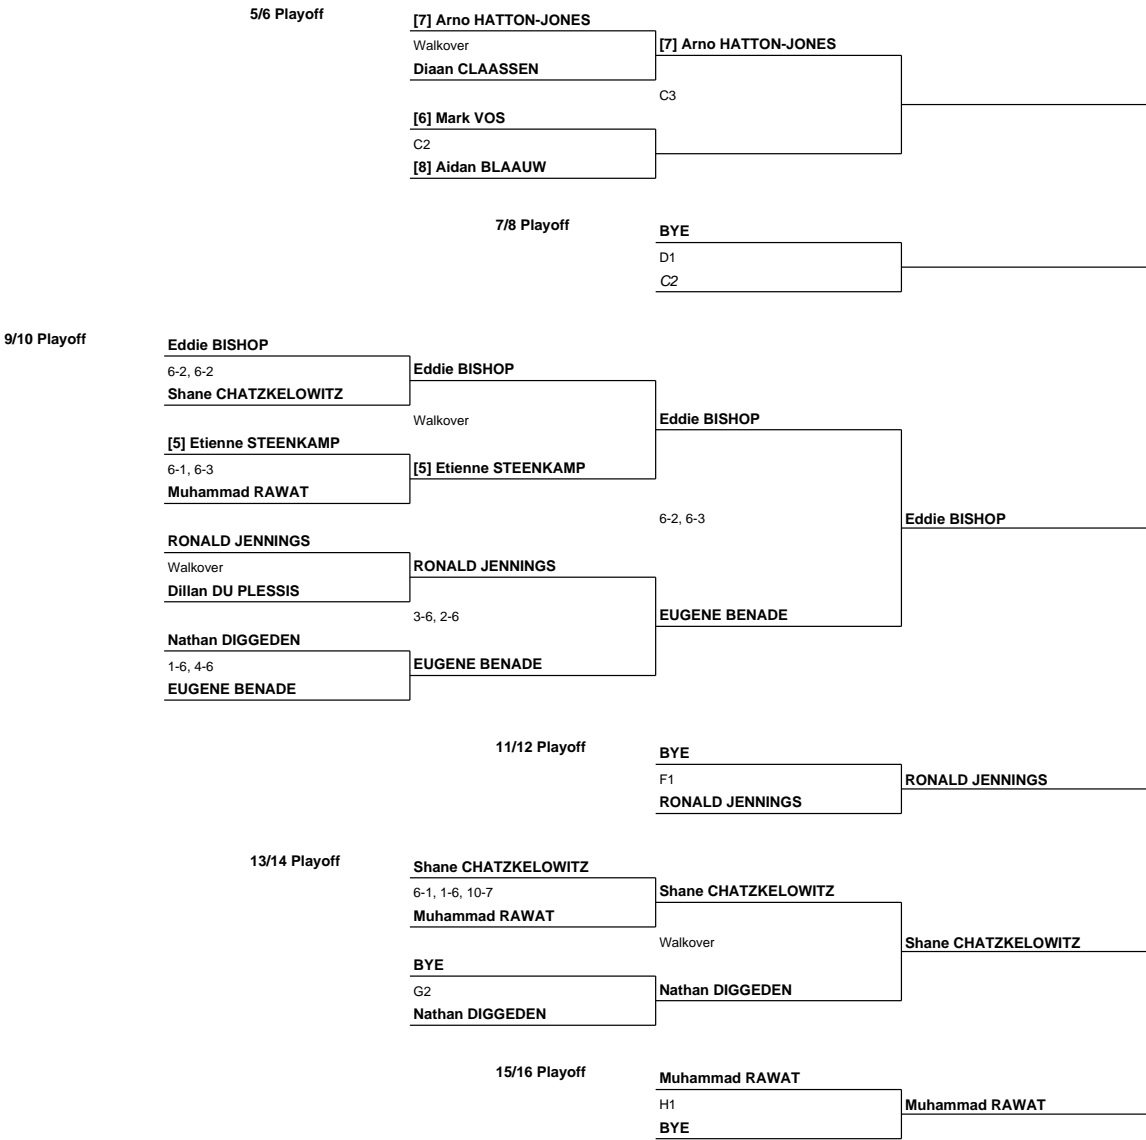 5/6 Playoff
[7] Arno HATTON-JONES
Walkover
[7] Arno HATTON-JONES
Diaan CLAASSEN
C3
[6] Mark VOS
C2
[8] Aidan BLAAUW
7/8 Playoff
BYE
D1
C2
9/10 Playoff
Eddie BISHOP
6-2, 6-2
Eddie BISHOP
Shane CHATZKELOWITZ
Walkover
Eddie BISHOP
[5] Etienne STEENKAMP
6-1, 6-3
[5] Etienne STEENKAMP
Muhammad RAWAT
6-2, 6-3
Eddie BISHOP
RONALD JENNINGS
Walkover
RONALD JENNINGS
Dillan DU PLESSIS
3-6, 2-6
EUGENE BENADE
Nathan DIGGEDEN
1-6, 4-6
EUGENE BENADE
EUGENE BENADE
11/12 Playoff
BYE
F1
RONALD JENNINGS
RONALD JENNINGS
13/14 Playoff
Shane CHATZKELOWITZ
6-1, 1-6, 10-7
Shane CHATZKELOWITZ
Muhammad RAWAT
Walkover
Shane CHATZKELOWITZ
BYE
G2
Nathan DIGGEDEN
Nathan DIGGEDEN
15/16 Playoff
Muhammad RAWAT
H1
Muhammad RAWAT
BYE